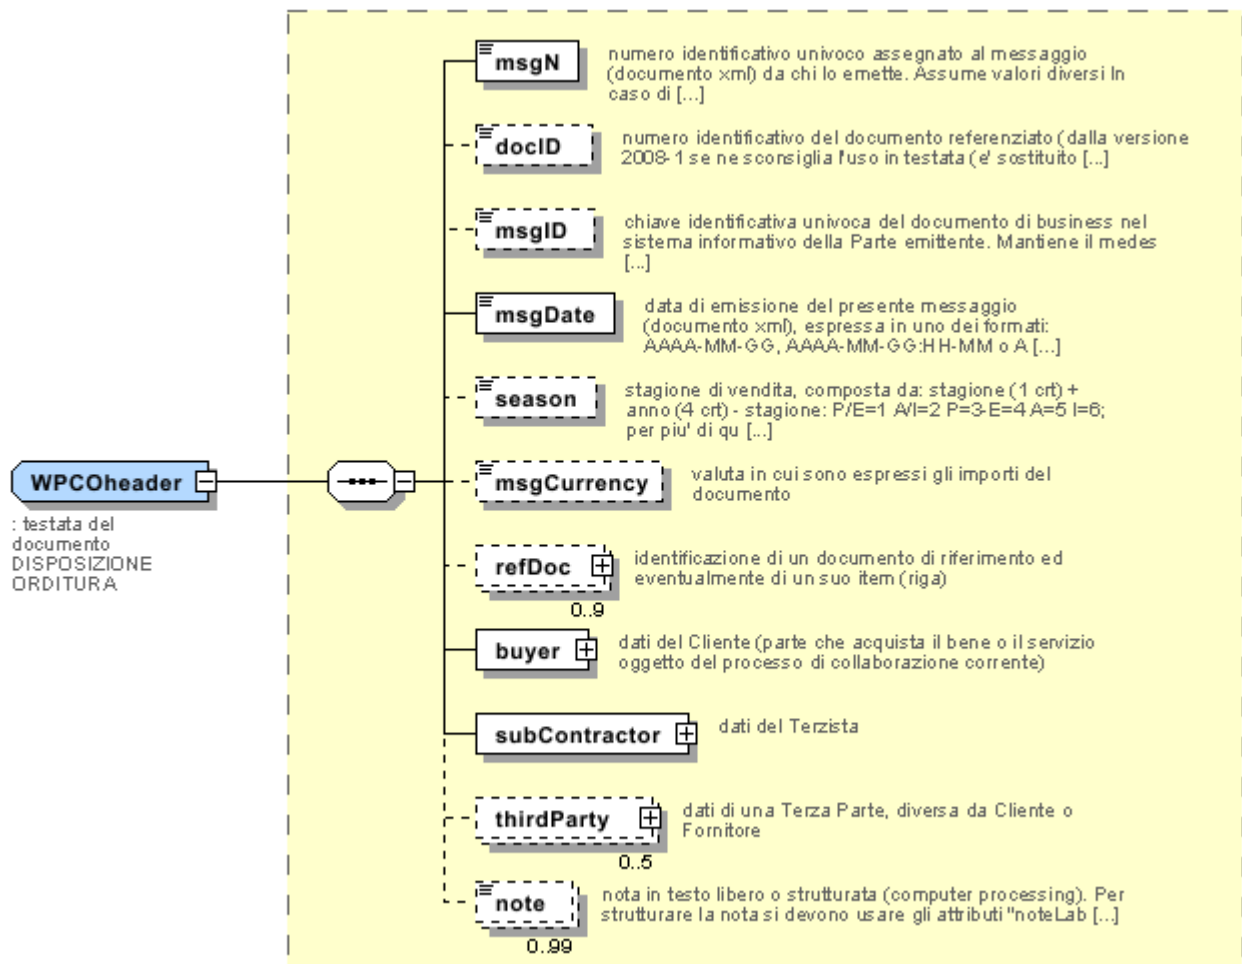 msgN
numero identificativo univoco assegnato al messaggio
(documento xml) da chi lo emette. Assume valori diversi In
caso di [...]
docID
numero identificativo del documento referenziato (dalla versione
2008-1 se ne sconsiglia l'uso in testata (e' sostituito [...]
msgID
chiave identificativa univoca del documento di business nel
sistema informativo della Parte emittente. Mantiene il medes
[...]
msgDate
data di emissione del presente messaggio
(documento xml), espressa in uno dei formati:
AAAA-MM-GG, AAAA-MM-GG:HH-MM o A [...]
season
stagione di vendita, composta da: stagione (1 crt) +
anno (4 crt) - stagione: P/E=1 A/I=2 P=3-E=4 A=5 I=6;
per piu' di qu [...]
WPCOheader
: testata del
documento
DISPOSIZIONE
ORDITURA
msgCurrency
valuta in cui sono espressi gli importi del
documento
refDoc
identificazione di un documento di riferimento ed
eventualmente di un suo item (riga)
0..9
buyer
dati del Cliente (parte che acquista il bene o il servizio
oggetto del processo di collaborazione corrente)
subContractor
dati del Terzista
thirdParty
dati di una Terza Parte, diversa da Cliente o
Fornitore
0..5
note
nota in testo libero o strutturata (computer processing). Per
strutturare la nota si devono usare gli attributi "noteLab [...]
0..99